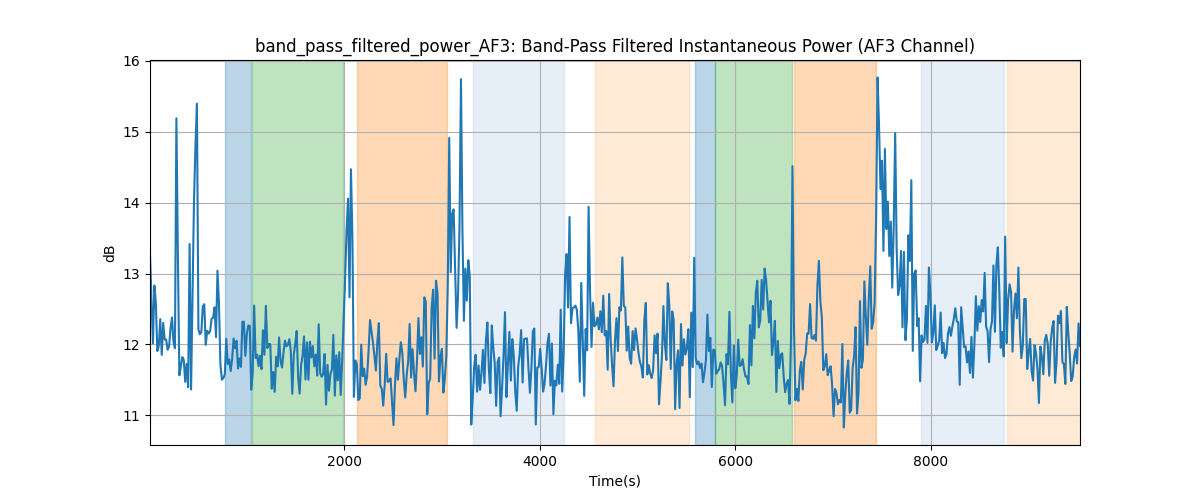 band_pass_filtered_power_AF3: Band-Pass Filtered Instantaneous Power (AF3 Channel)
16
15
14
13
12
11
dB
2000 4000 6000 8000
Time(s)